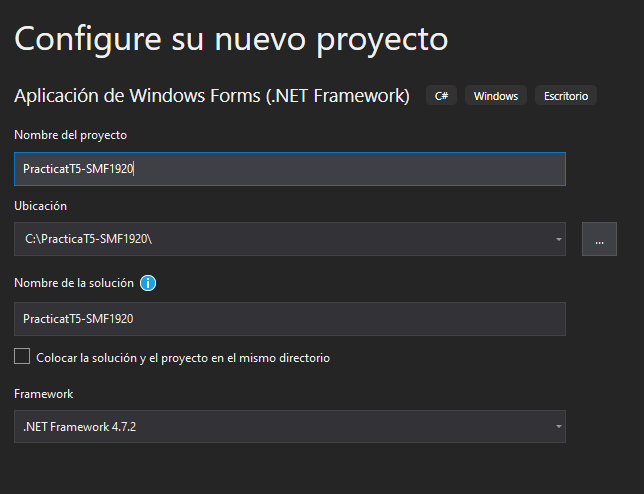 Configure su nuevo proyecto
Aplicación de Windows Forms (.NET Framework) C# Windows Escritorio
Nombre del proyecto
PracticatT5-SMF1920
Ubicación
C:\PracticaT5-SMF1920\
...
Nombre de la solución i
PracticatT5-SMF1920
Colocar la solución y el proyecto en el mismo directorio
Framework
.NET Framework 4.7.2